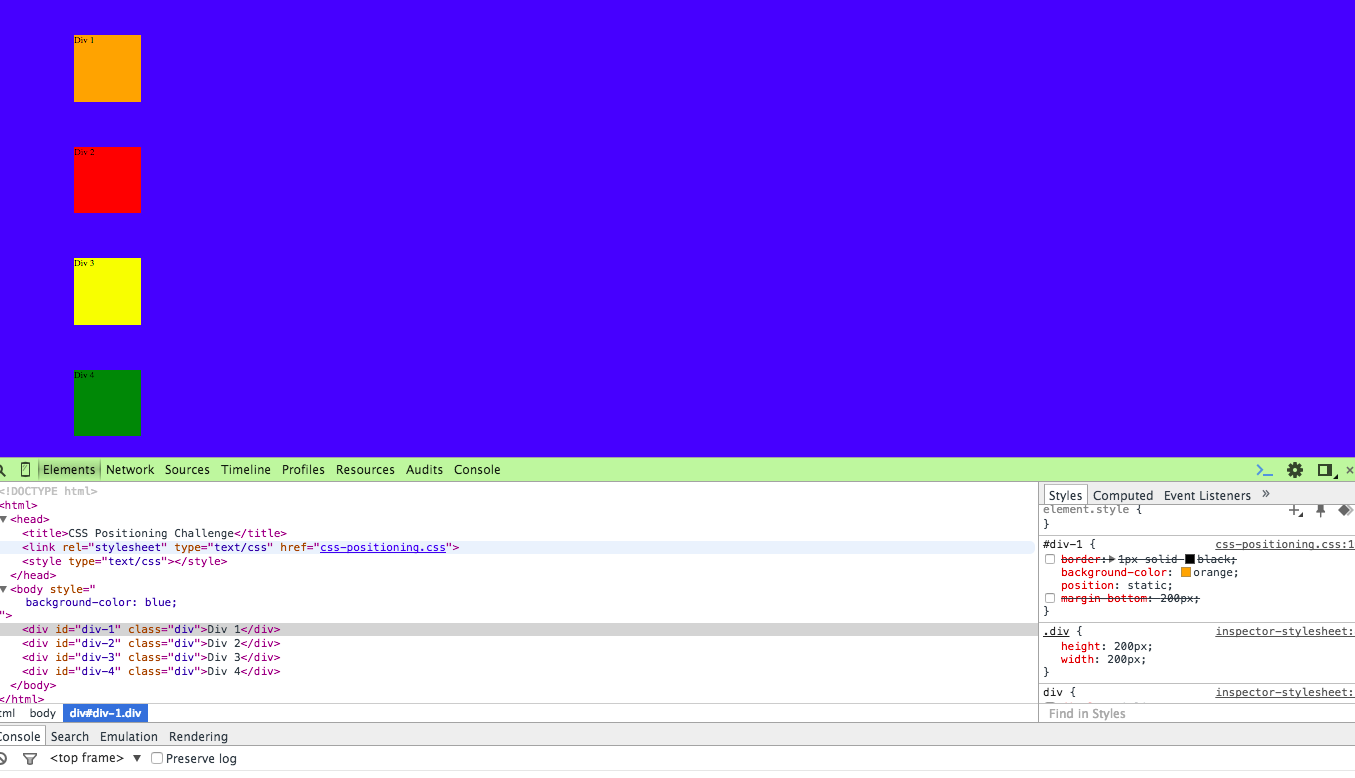 Div 1
Div 2
Div 3
Div 4
Elements Network Sources Timeline Profiles Resources Audits Console
<!DOCTYPE html>
<html>
<head>
<title>CSS Positioning Challenge</title>
<link rel="stylesheet" type="text/css" href="css-positioning.css">
<style type="text/css"></style>
</head>
<body style="
background-color: blue;
">
<div id="div-1" class="div">Div 1</div>
<div id="div-2" class="div">Div 2</div>
<div id="div-3" class="div">Div 3</div>
<div id="div-4" class="div">Div 4</div>
</body>
</html>
tml body div#div-1.div
Styles Computed Event Listeners »
element.style {
}
#div-1 { css-positioning.css:1
border: 1px solid black;
background-color: orange;
position: static;
margin-bottom: 200px;
}
.div { inspector-stylesheet:
height: 200px;
width: 200px;
}
div { inspector-stylesheet:
Find in Styles
Console Search Emulation Rendering
<top frame> Preserve log